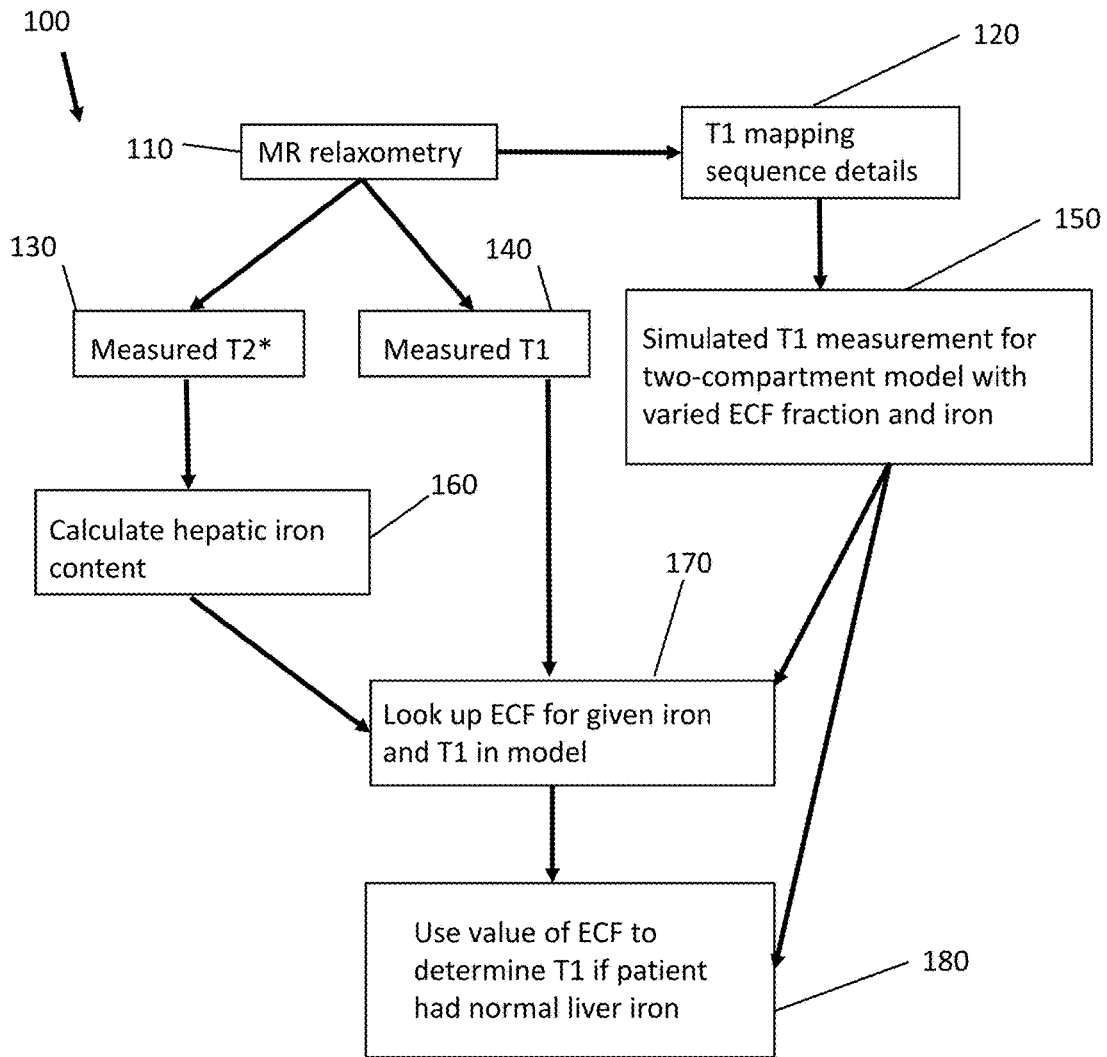 100
120
110
MR relaxometry
T1 mapping
sequence details
130
140
150
Measured T2*
Measured T1
Simulated T1 measurement for
two-compartment model with
varied ECF fraction and iron
160
Calculate hepatic iron
content
170
Look up ECF for given iron
and T1 in model
Use value of ECF to
determine T1 if patient
had normal liver iron
180